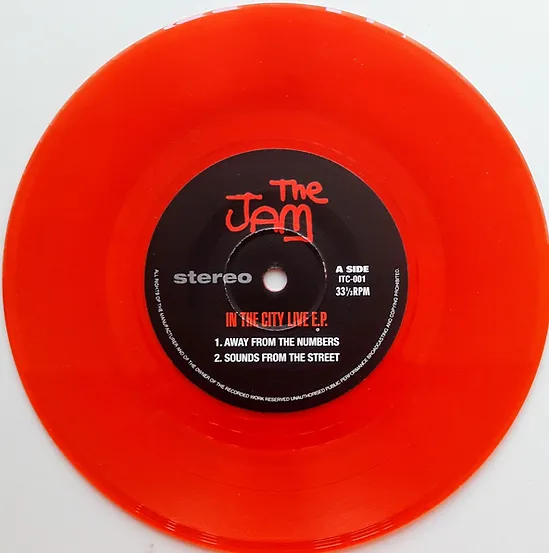 The
JAM
stereo
A SIDE
ITC-001
33⅓RPM
IN THE CITY LIVE E.P.
1. AWAY FROM THE NUMBERS
2. SOUNDS FROM THE STREET
ALL RIGHTS OF THE MANUFACTURER AND OF THE OWNER OF THE RECORDED WORK RESERVED UNAUTHORISED PUBLIC PERFORMANCE BROADCASTING AND COPYING PROHIBITED.